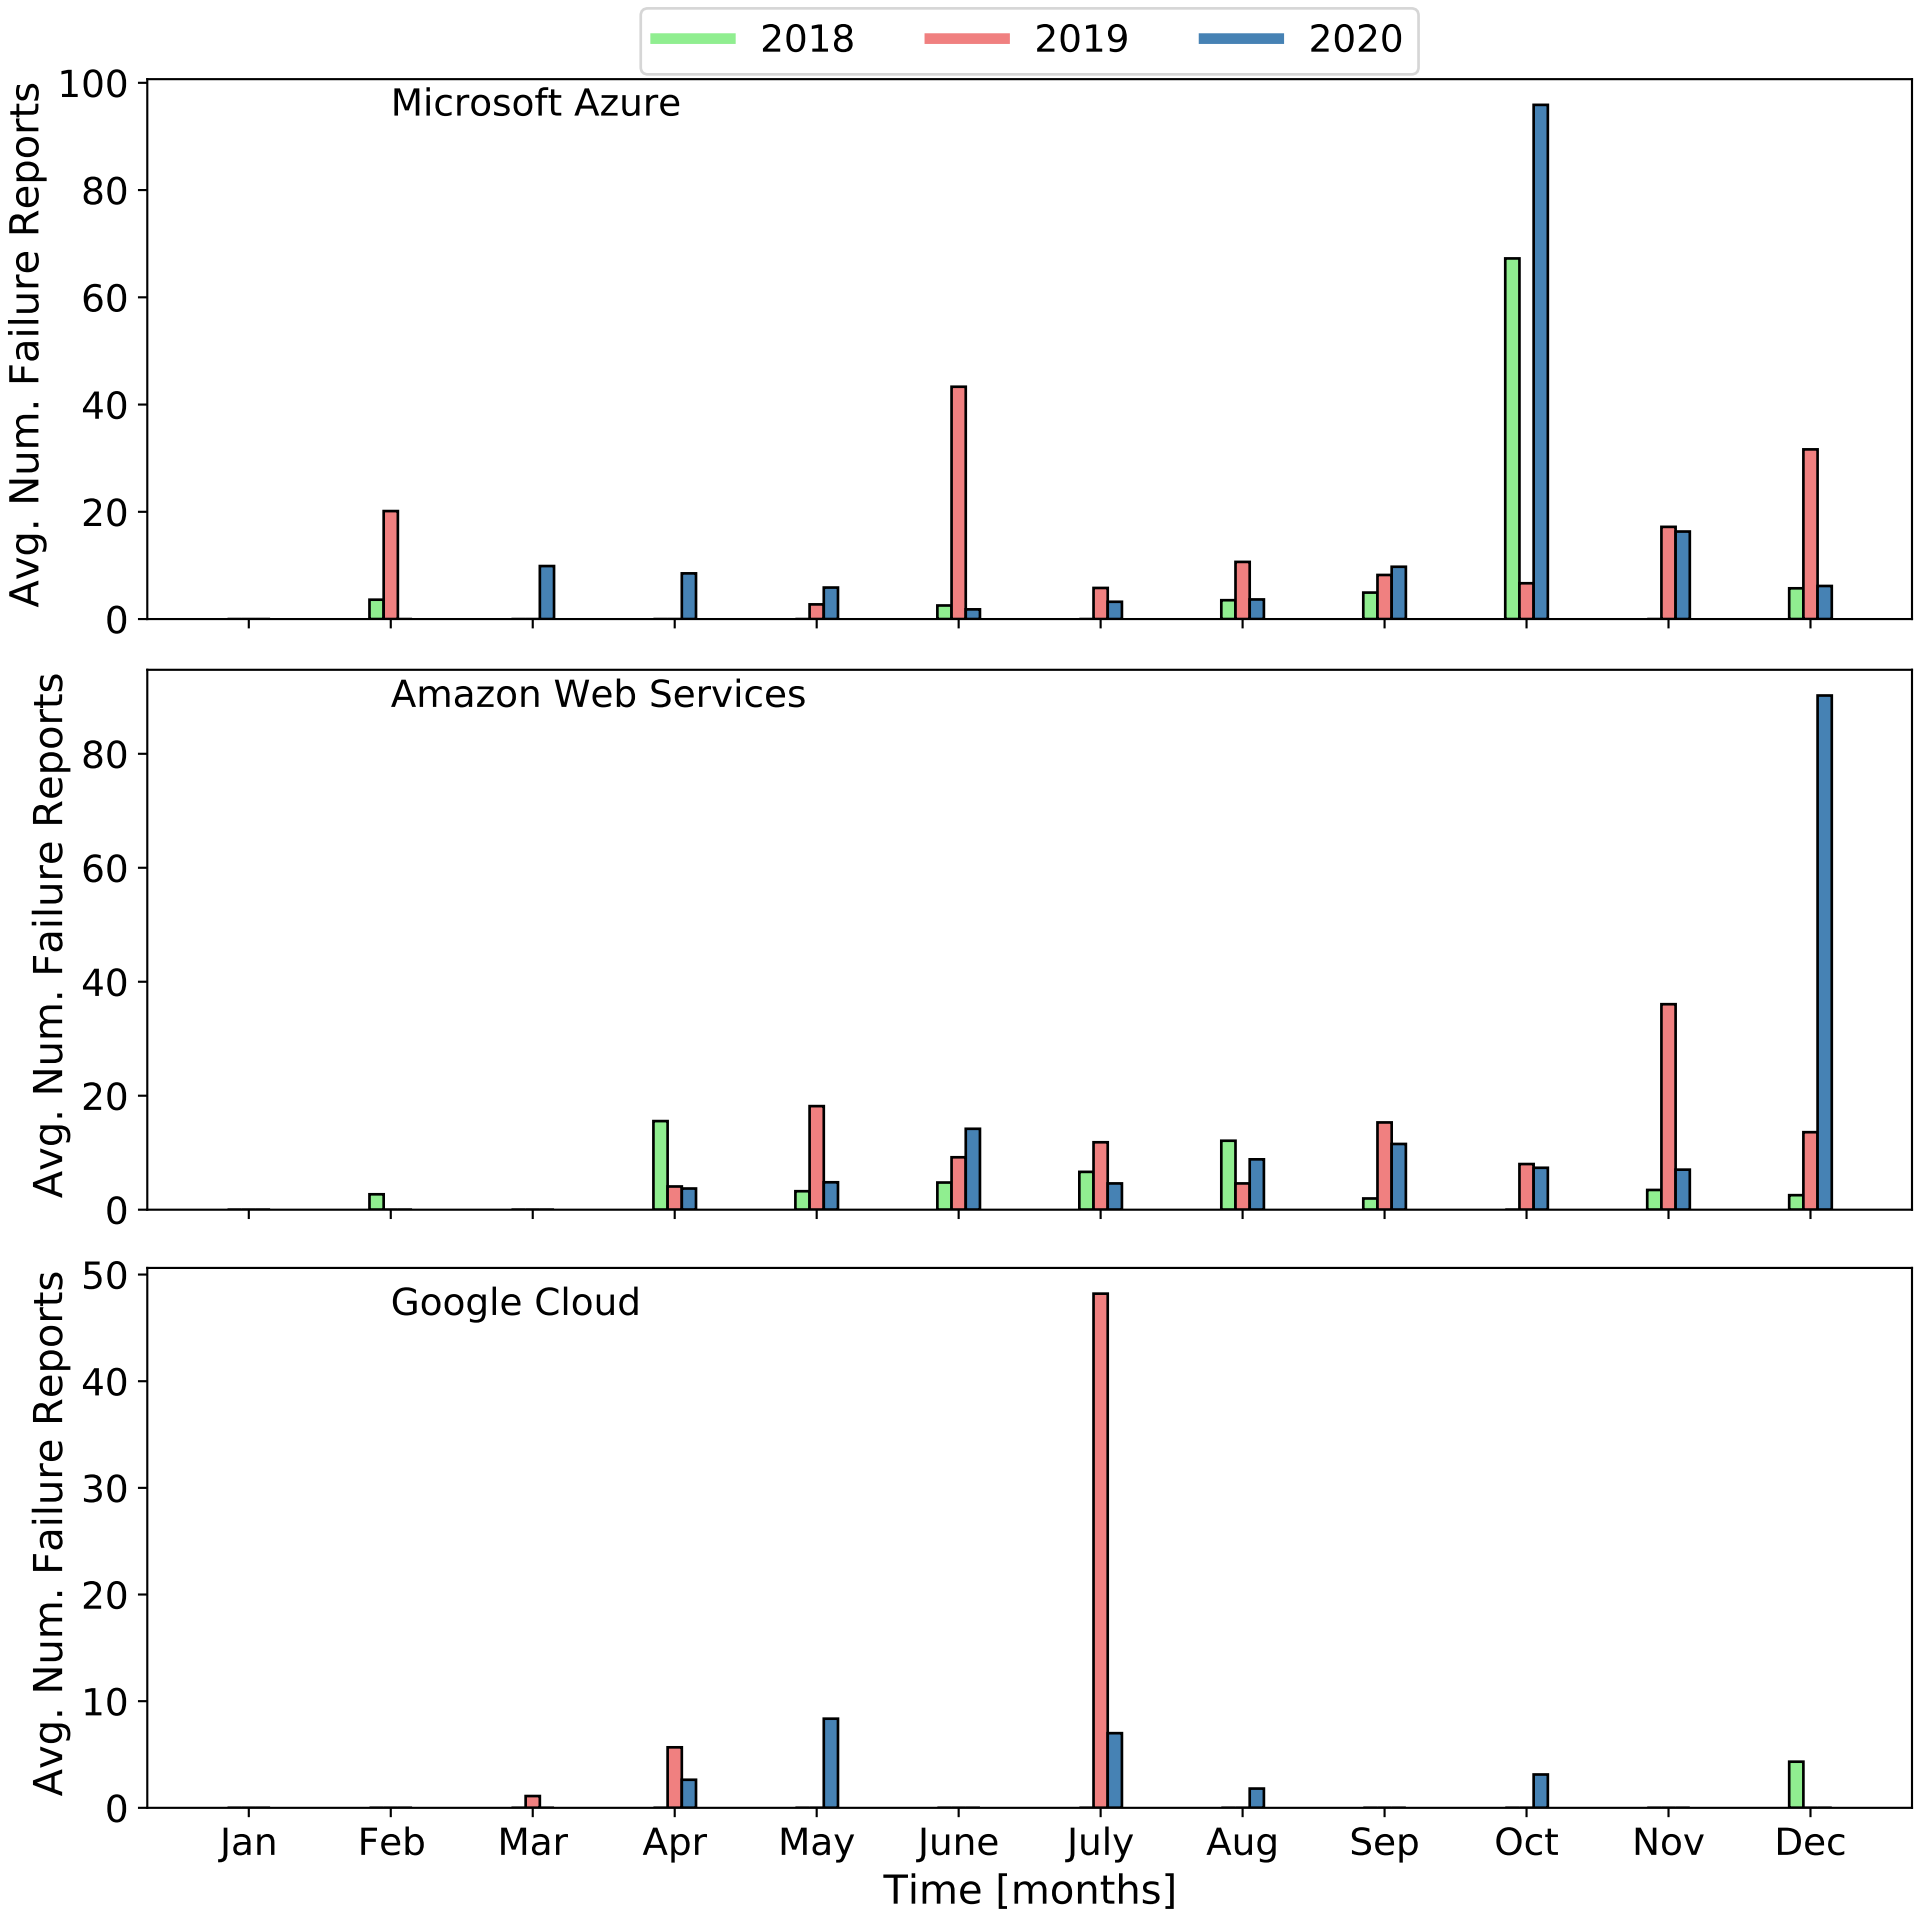 2018 2019 2020
Microsoft Azure
Avg. Num. Failure Reports
100
80
60
40
20
0
Amazon Web Services
Avg. Num. Failure Reports
80
60
40
20
0
Google Cloud
Avg. Num. Failure Reports
50
40
30
20
10
0
Jan Feb Mar Apr May June July Aug Sep Oct Nov Dec
Time [months]